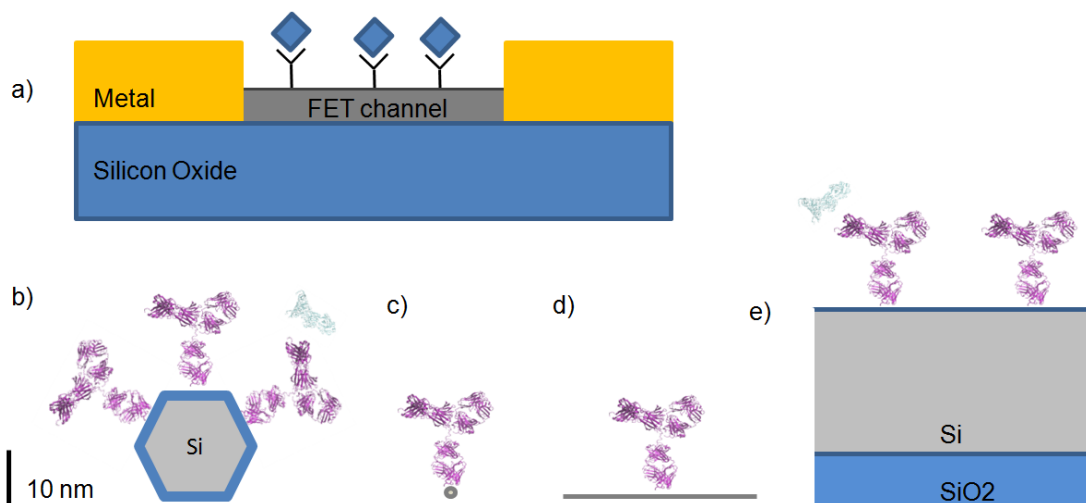 a)
Metal
FET channel
Silicon Oxide
b)
c)
d)
e)
Si
Si
10 nm
SiO2